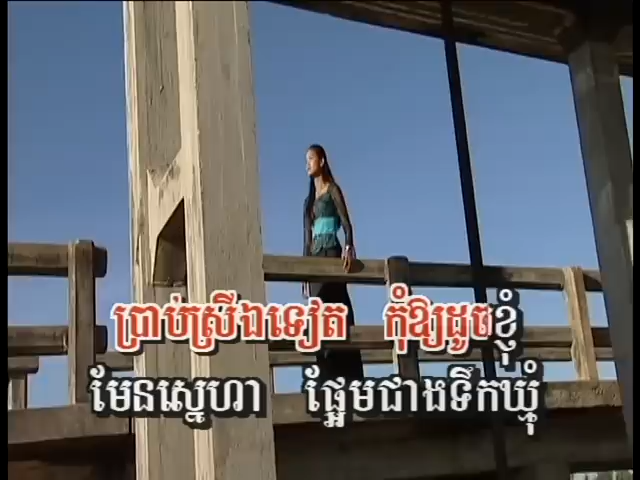 ប្រាប់ស្រីឯទៀត កុំឱ្យដូចខ្ញុំ
មែនស្នេហា ផ្អែមជាងទឹកឃ្មុំ